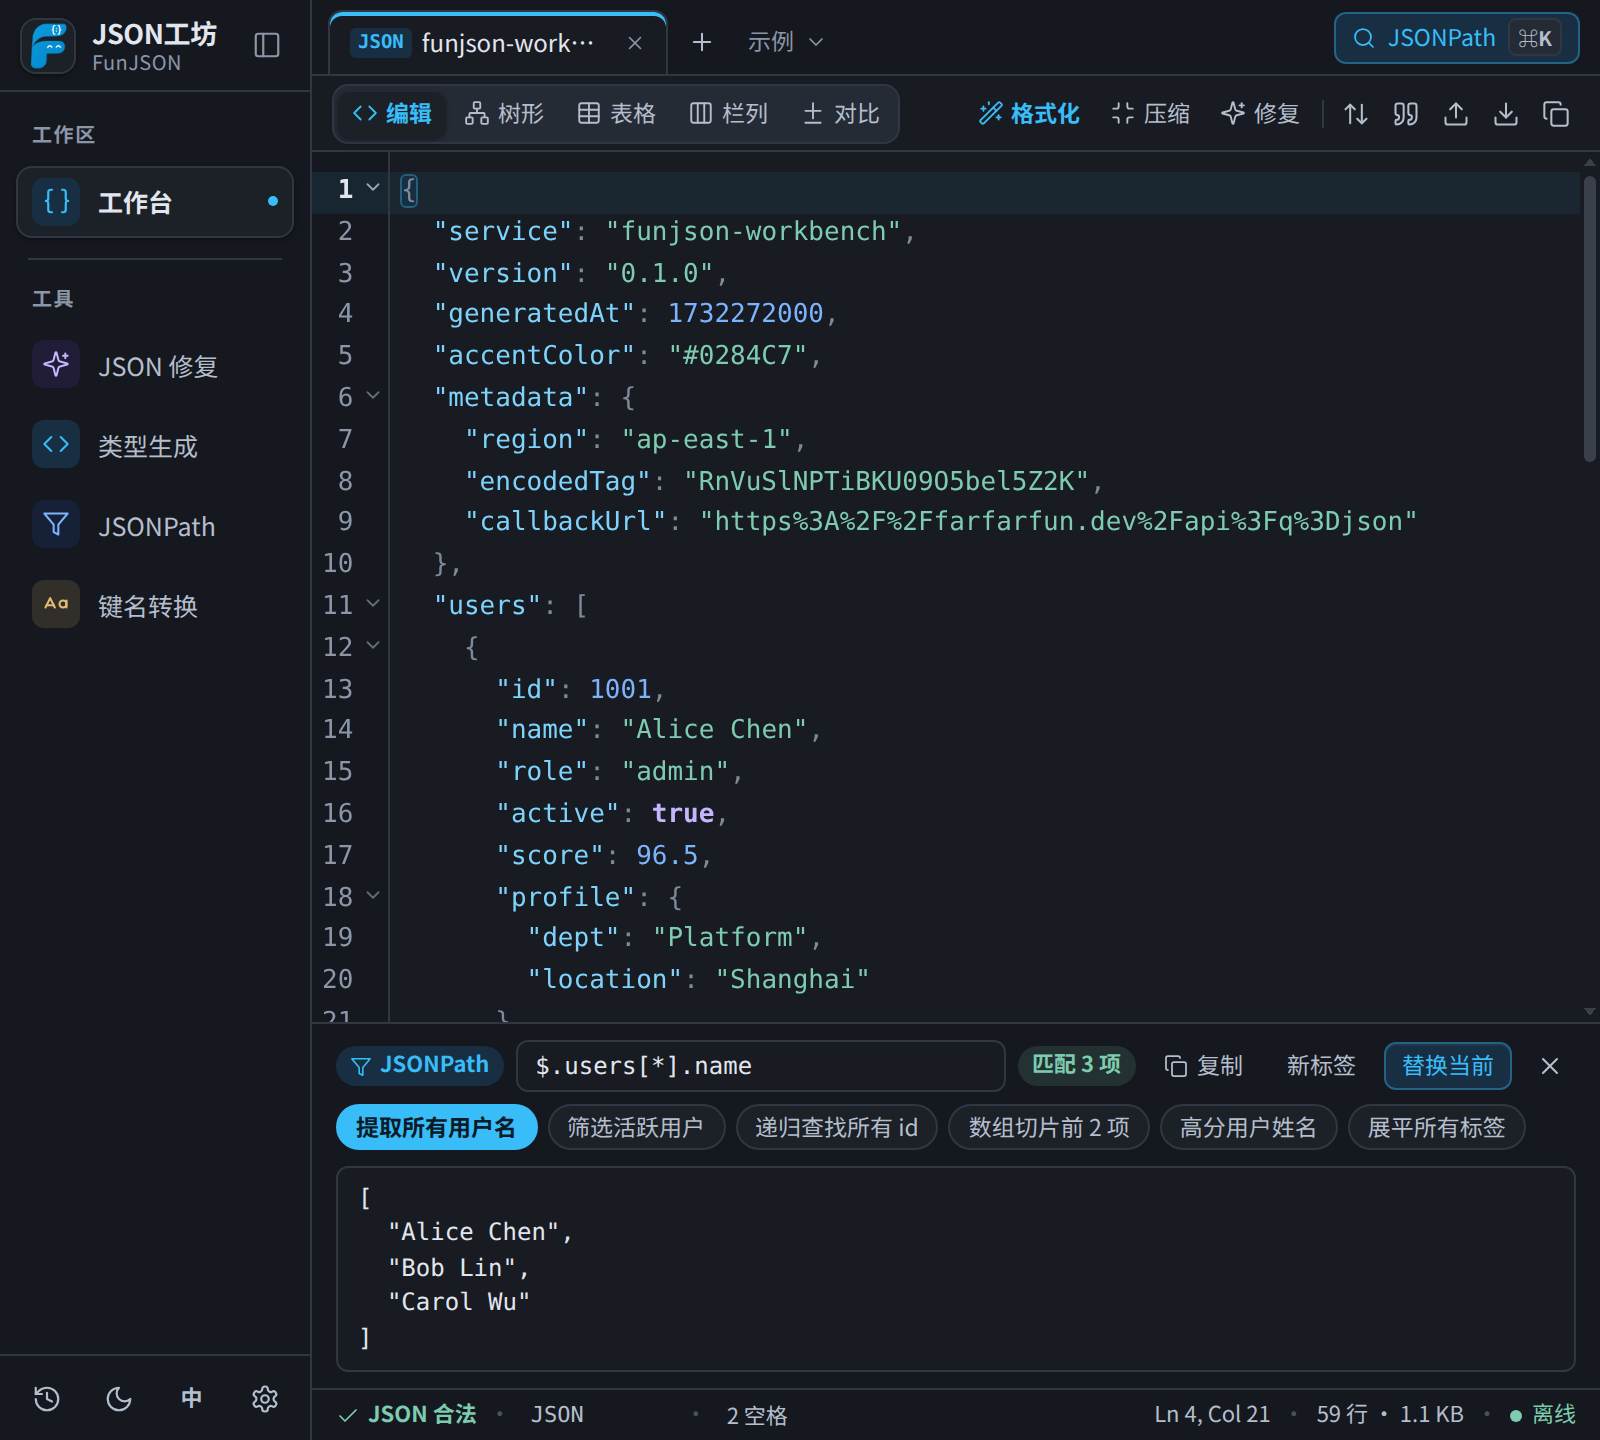 JSON工坊
FunJSON
工作区
工作台
工具
JSON 修复
类型生成
JSONPath
Aa 键名转换
中
JSON funjson-work…
示例
JSONPath ⌘K
编辑 树形 表格 栏列 对比 格式化 压缩 修复
1 {
2 "service": "funjson-workbench",
3 "version": "0.1.0",
4 "generatedAt": 1732272000,
5 "accentColor": "#0284C7",
6 "metadata": {
7 "region": "ap-east-1",
8 "encodedTag": "RnVuSlNPTiBKU09O5bel5Z2K",
9 "callbackUrl": "https%3A%2F%2Ffarfarfun.dev%2Fapi%3Fq%3Djson"
10 },
11 "users": [
12 {
13 "id": 1001,
14 "name": "Alice Chen",
15 "role": "admin",
16 "active": true,
17 "score": 96.5,
18 "profile": {
19 "dept": "Platform",
20 "location": "Shanghai"
21 }
JSONPath $.users[*].name 匹配 3 项 复制 新标签 替换当前
提取所有用户名 筛选活跃用户 递归查找所有 id 数组切片前 2 项 高分用户姓名 展平所有标签
[
"Alice Chen",
"Bob Lin",
"Carol Wu"
]
JSON 合法 • JSON • 2 空格 Ln 4, Col 21 • 59 行 • 1.1 KB • 离线